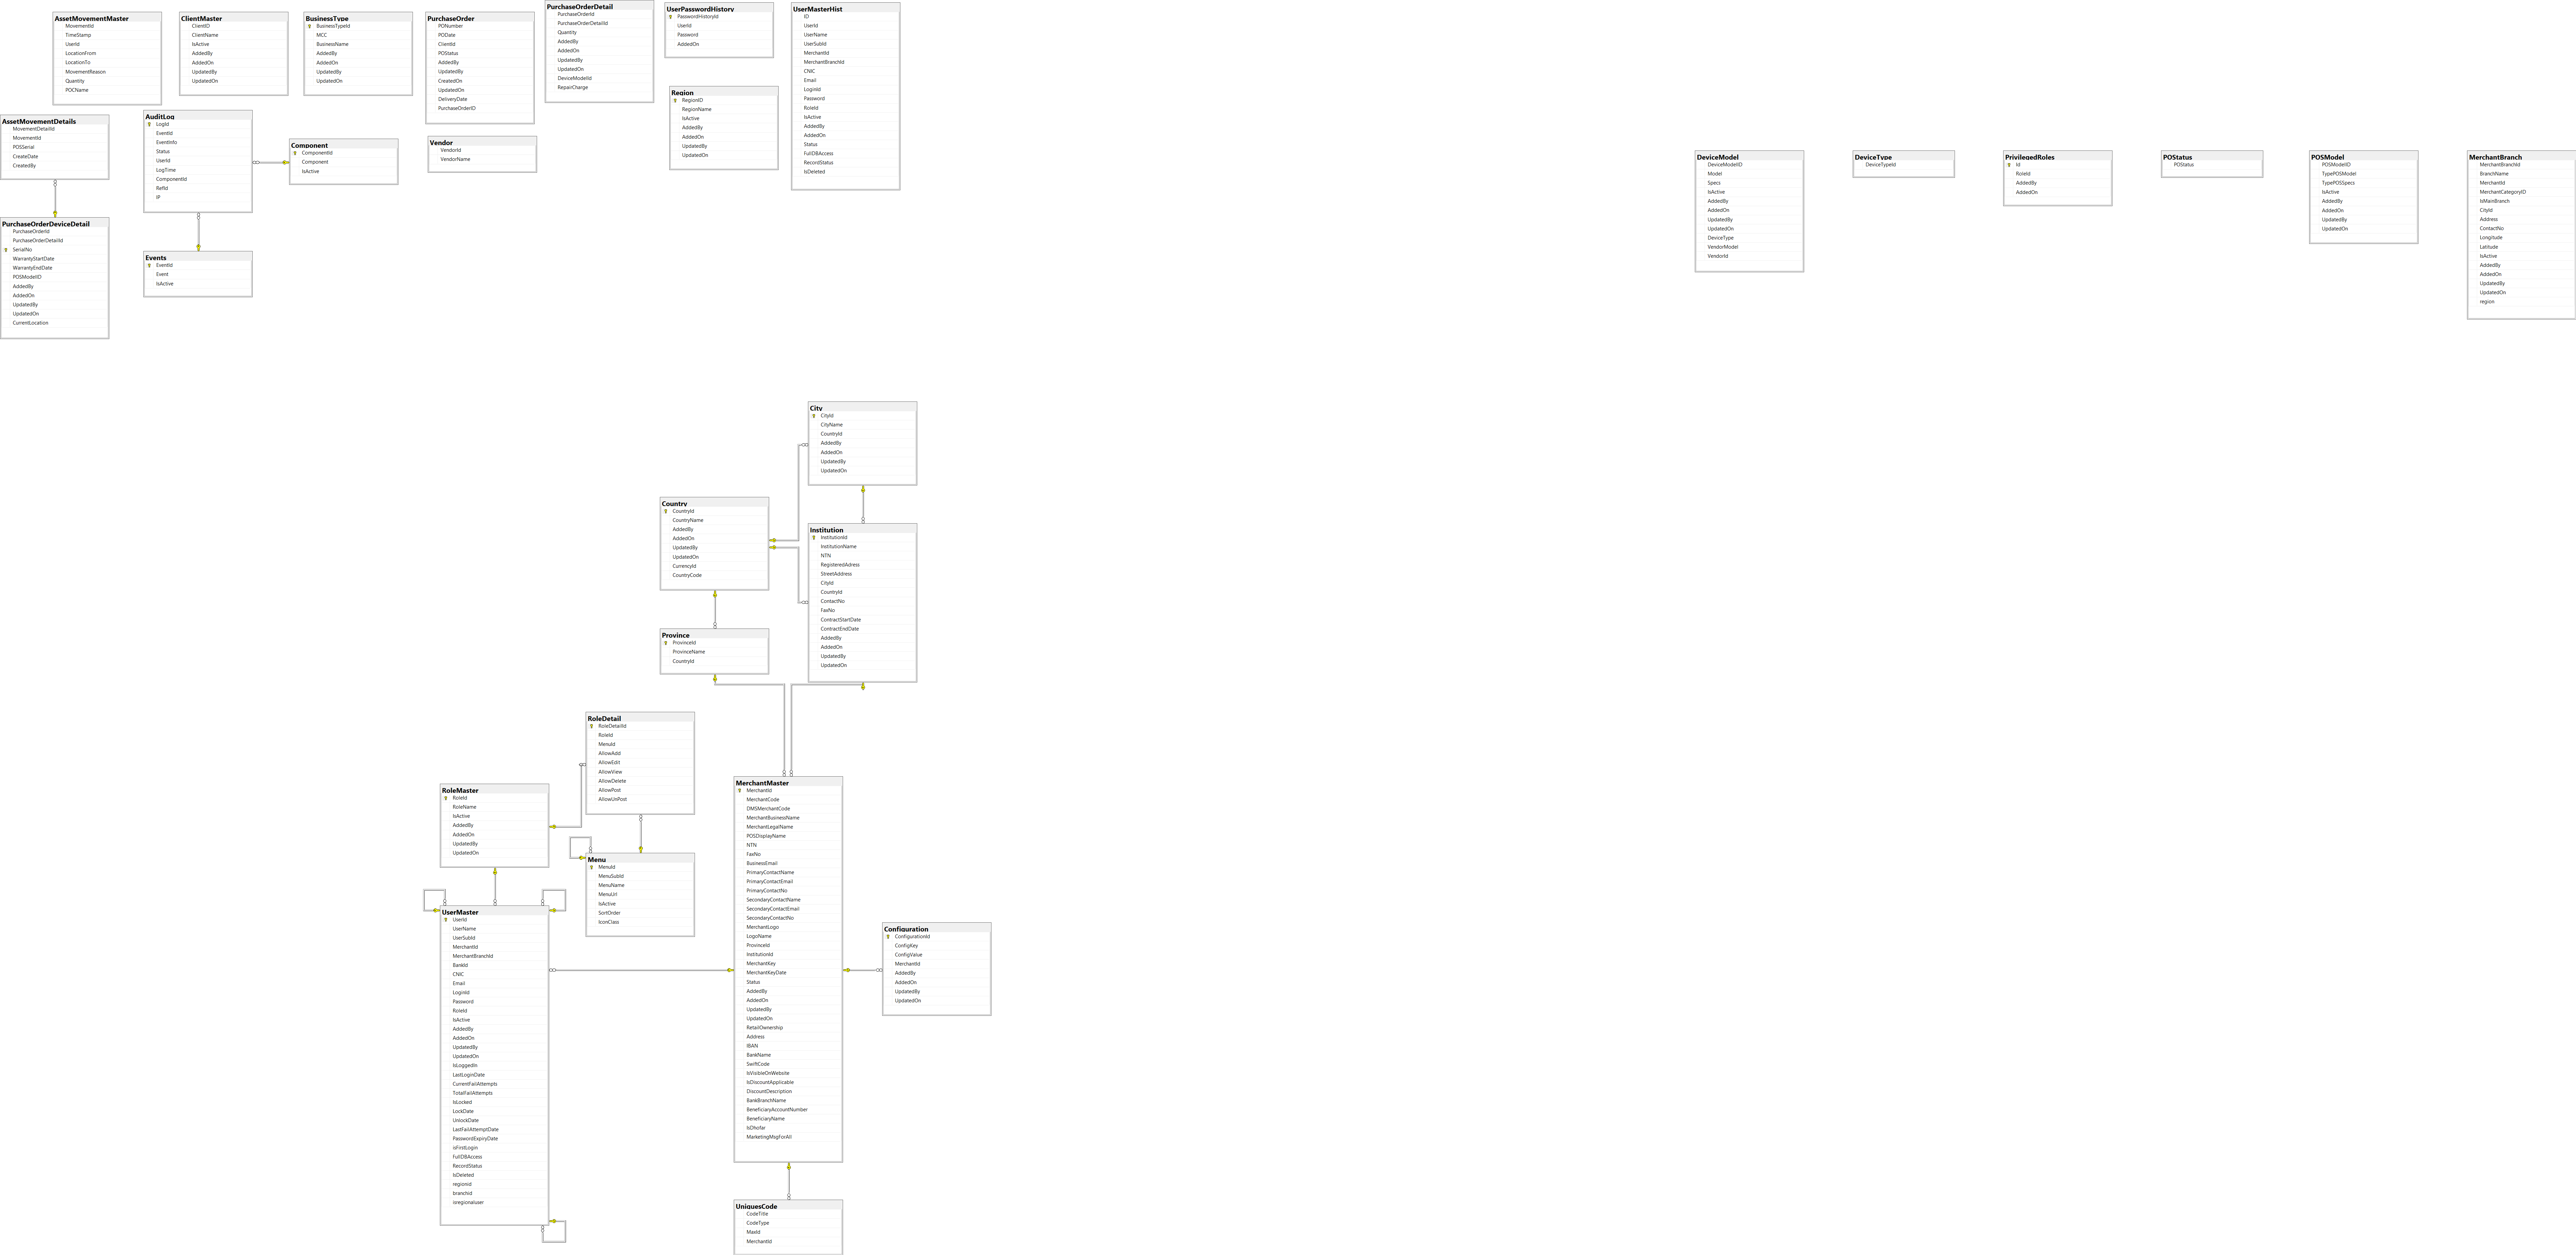 AssetMovementMaster
MovementId
TimeStamp
UserId
LocationFrom
LocationTo
MovementReason
Quantity
POCName
ClientMaster
ClientID
ClientName
IsActive
AddedBy
AddedOn
UpdatedBy
UpdatedOn
BusinessType
BusinessTypeId
MCC
BusinessName
AddedBy
AddedOn
UpdatedBy
UpdatedOn
PurchaseOrder
PONumber
PODate
ClientId
POStatus
AddedBy
UpdatedBy
CreatedOn
UpdatedOn
DeliveryDate
PurchaseOrderID
PurchaseOrderDetail
PurchaseOrderId
PurchaseOrderDetailId
Quantity
AddedBy
AddedOn
UpdatedBy
UpdatedOn
DeviceModelId
RepairCharge
UserPasswordHistory
PasswordHistoryId
UserId
Password
AddedOn
UserMasterHist
ID
UserId
UserName
UserSubId
MerchantId
MerchantBranchId
CNIC
Email
LoginId
Password
RoleId
IsActive
AddedBy
AddedOn
Status
FullDBAccess
RecordStatus
IsDeleted
Region
RegionID
RegionName
IsActive
AddedBy
AddedOn
UpdatedBy
UpdatedOn
AssetMovementDetails
MovementDetailId
MovementId
POSSerial
CreateDate
CreatedBy
AuditLog
LogId
EventId
EventInfo
Status
UserId
LogTime
ComponentId
RefId
IP
Component
ComponentId
Component
IsActive
Vendor
VendorId
VendorName
PurchaseOrderDeviceDetail
PurchaseOrderId
PurchaseOrderDetailId
SerialNo
WarrantyStartDate
WarrantyEndDate
POSModelID
AddedBy
AddedOn
UpdatedBy
UpdatedOn
CurrentLocation
Events
EventId
Event
IsActive
DeviceModel
DeviceModelID
Model
Specs
IsActive
AddedBy
AddedOn
UpdatedBy
UpdatedOn
DeviceType
VendorModel
VendorId
DeviceType
DeviceTypeId
PrivilegedRoles
Id
RoleId
AddedBy
AddedOn
POStatus
POStatus
POSModel
POSModelID
TypePOSModel
TypePOSSpecs
IsActive
AddedBy
AddedOn
UpdatedBy
UpdatedOn
MerchantBranch
MerchantBranchId
BranchName
MerchantId
MerchantCategoryID
IsMainBranch
CityId
Address
ContactNo
Longitude
Latitude
IsActive
AddedBy
AddedOn
UpdatedBy
UpdatedOn
region
City
CityId
CityName
CountryId
AddedBy
AddedOn
UpdatedBy
UpdatedOn
Country
CountryId
CountryName
AddedBy
AddedOn
UpdatedBy
UpdatedOn
CurrencyId
CountryCode
Institution
InstitutionId
InstitutionName
NTN
RegisteredAdress
StreetAddress
CityId
CountryId
ContactNo
FaxNo
ContractStartDate
ContractEndDate
AddedBy
AddedOn
UpdatedBy
UpdatedOn
Province
ProvinceId
ProvinceName
CountryId
RoleDetail
RoleDetailId
RoleId
MenuId
AllowAdd
AllowEdit
AllowView
AllowDelete
AllowPost
AllowUnPost
RoleMaster
RoleId
RoleName
IsActive
AddedBy
AddedOn
UpdatedBy
UpdatedOn
Menu
MenuId
MenuSubId
MenuName
MenuUrl
IsActive
SortOrder
IconClass
MerchantMaster
MerchantId
MerchantCode
DMSMerchantCode
MerchantBusinessName
MerchantLegalName
POSDisplayName
NTN
FaxNo
BusinessEmail
PrimaryContactName
PrimaryContactEmail
PrimaryContactNo
SecondaryContactName
SecondaryContactEmail
SecondaryContactNo
MerchantLogo
LogoName
ProvinceId
InstitutionId
MerchantKey
MerchantKeyDate
Status
AddedBy
AddedOn
UpdatedBy
UpdatedOn
RetailOwnership
Address
IBAN
BankName
SwiftCode
IsVisibleOnWebsite
IsDiscountApplicable
DiscountDescription
BankBranchName
BeneficiaryAccountNumber
BeneficiaryName
IsDhofar
MarketingMsgForAll
UserMaster
UserId
UserName
UserSubId
MerchantId
MerchantBranchId
BankId
CNIC
Email
LoginId
Password
RoleId
IsActive
AddedBy
AddedOn
UpdatedBy
UpdatedOn
IsLoggedIn
LastLoginDate
CurrentFailAttempts
TotalFailAttempts
IsLocked
LockDate
UnlockDate
LastFailAttemptDate
PasswordExpiryDate
isFirstLogin
FullDBAccess
RecordStatus
IsDeleted
regionid
branchid
isregionaluser
Configuration
ConfigurationId
ConfigKey
ConfigValue
MerchantId
AddedBy
AddedOn
UpdatedBy
UpdatedOn
UniquesCode
CodeTitle
CodeType
MaxId
MerchantId